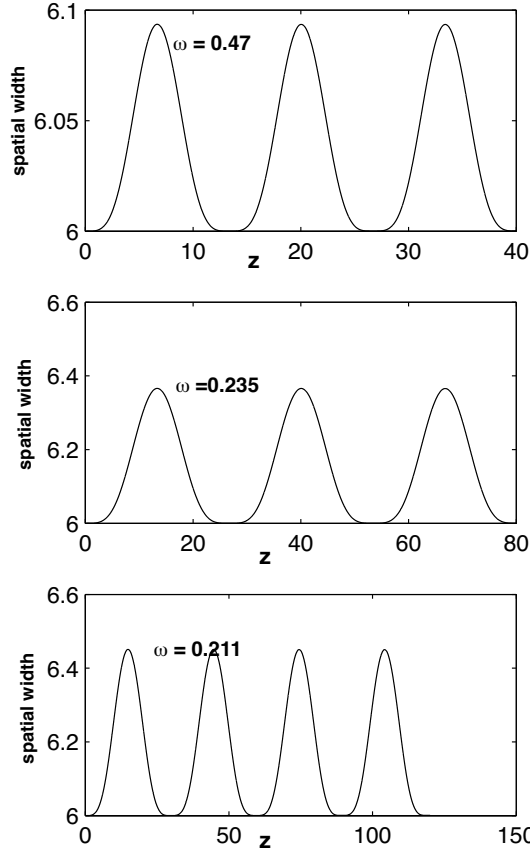 6.1
ω = 0.47
spatial width
6.05
6
0 10 20 30 40
z
6.6
6.4
ω =0.235
spatial width
6.2
6
0 20 40 60 80
z
6.6
ω = 0.211
6.4
spatial width
6.2
6
0 50 100 150
z